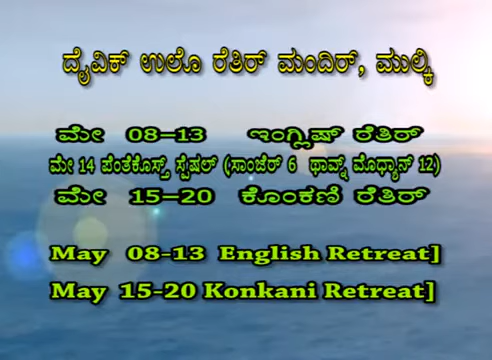 ದೈವಿಕ್ ಉಲೊ ರೆತಿರ್ ಮಂದಿರ್, ಮುಲ್ಕಿ
ಮೇ 08–13 ಇಂಗ್ಲಿಷ್ ರೆತಿರ್
ಮೇ 14 ಪೆಂತೆಕೊಸ್ತ್ ಸ್ಪೆಷಲ್ (ಸಾಂಜೆರ್ 6 ಥಾವ್ನ್ ಮೊಧ್ಯಾನ್ 12)
ಮೇ 15–20 ಕೊಂಕಣಿ ರೆತಿರ್
May 08-13 English Retreat]
May 15-20 Konkani Retreat]